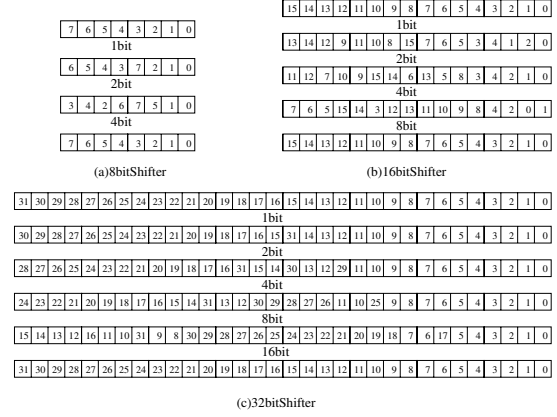 7 6 5 4 3 2 1 0
1bit
6 5 4 3 7 2 1 0
2bit
3 4 2 6 7 5 1 0
4bit
7 6 5 4 3 2 1 0
(a)8bitShifter
15 14 13 12 11 10 9 8 7 6 5 4 3 2 1 0
1bit
13 14 12 9 11 10 8 15 7 6 5 3 4 1 2 0
2bit
11 12 7 10 9 15 14 6 13 5 8 3 4 2 1 0
4bit
7 6 5 15 14 3 12 13 11 10 9 8 4 2 0 1
8bit
15 14 13 12 11 10 9 8 7 6 5 4 3 2 1 0
(b)16bitShifter
31 30 29 28 27 26 25 24 23 22 21 20 19 18 17 16 15 14 13 12 11 10 9 8 7 6 5 4 3 2 1 0
1bit
30 29 28 27 26 25 24 23 22 21 20 19 18 17 16 15 31 14 13 12 11 10 9 8 7 6 5 4 3 2 1 0
2bit
28 27 26 25 24 23 22 21 20 19 18 17 16 31 15 14 30 13 12 29 11 10 9 8 7 6 5 4 3 2 1 0
4bit
24 23 22 21 20 19 18 17 16 15 14 31 13 12 30 29 28 27 26 11 10 25 9 8 7 6 5 4 3 2 1 0
8bit
15 14 13 12 16 11 10 31 9 8 30 29 28 27 26 25 24 23 22 21 20 19 18 7 6 17 5 4 3 2 1 0
16bit
31 30 29 28 27 26 25 24 23 22 21 20 19 18 17 16 15 14 13 12 11 10 9 8 7 6 5 4 3 2 1 0
(c)32bitShifter